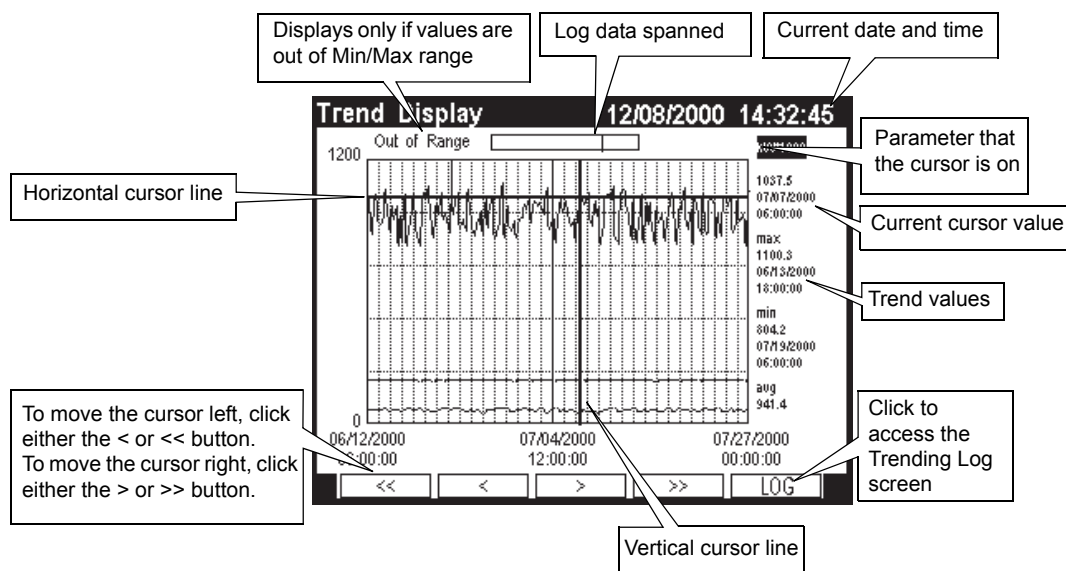 Displays only if values are
out of Min/Max range
Log data spanned
Current date and time
Trend Display
12/08/2000 14:32:45
Out of Range
1200
Parameter that
the cursor is on
Horizontal cursor line
1037.5
07/07/2000
06:00:00
Current cursor value
max
1100.3
06/13/2000
18:00:00
Trend values
min
804.2
07/19/2000
06:00:00
avg
941.4
0
06/12/2000
07/04/2000
12:00:00
07/27/2000
00:00:00
To move the cursor left, click
either the < or << button.
To move the cursor right, click
either the > or >> button.
Click to
access the
Trending Log
screen
<<
<
>
>>
LOG
Vertical cursor line